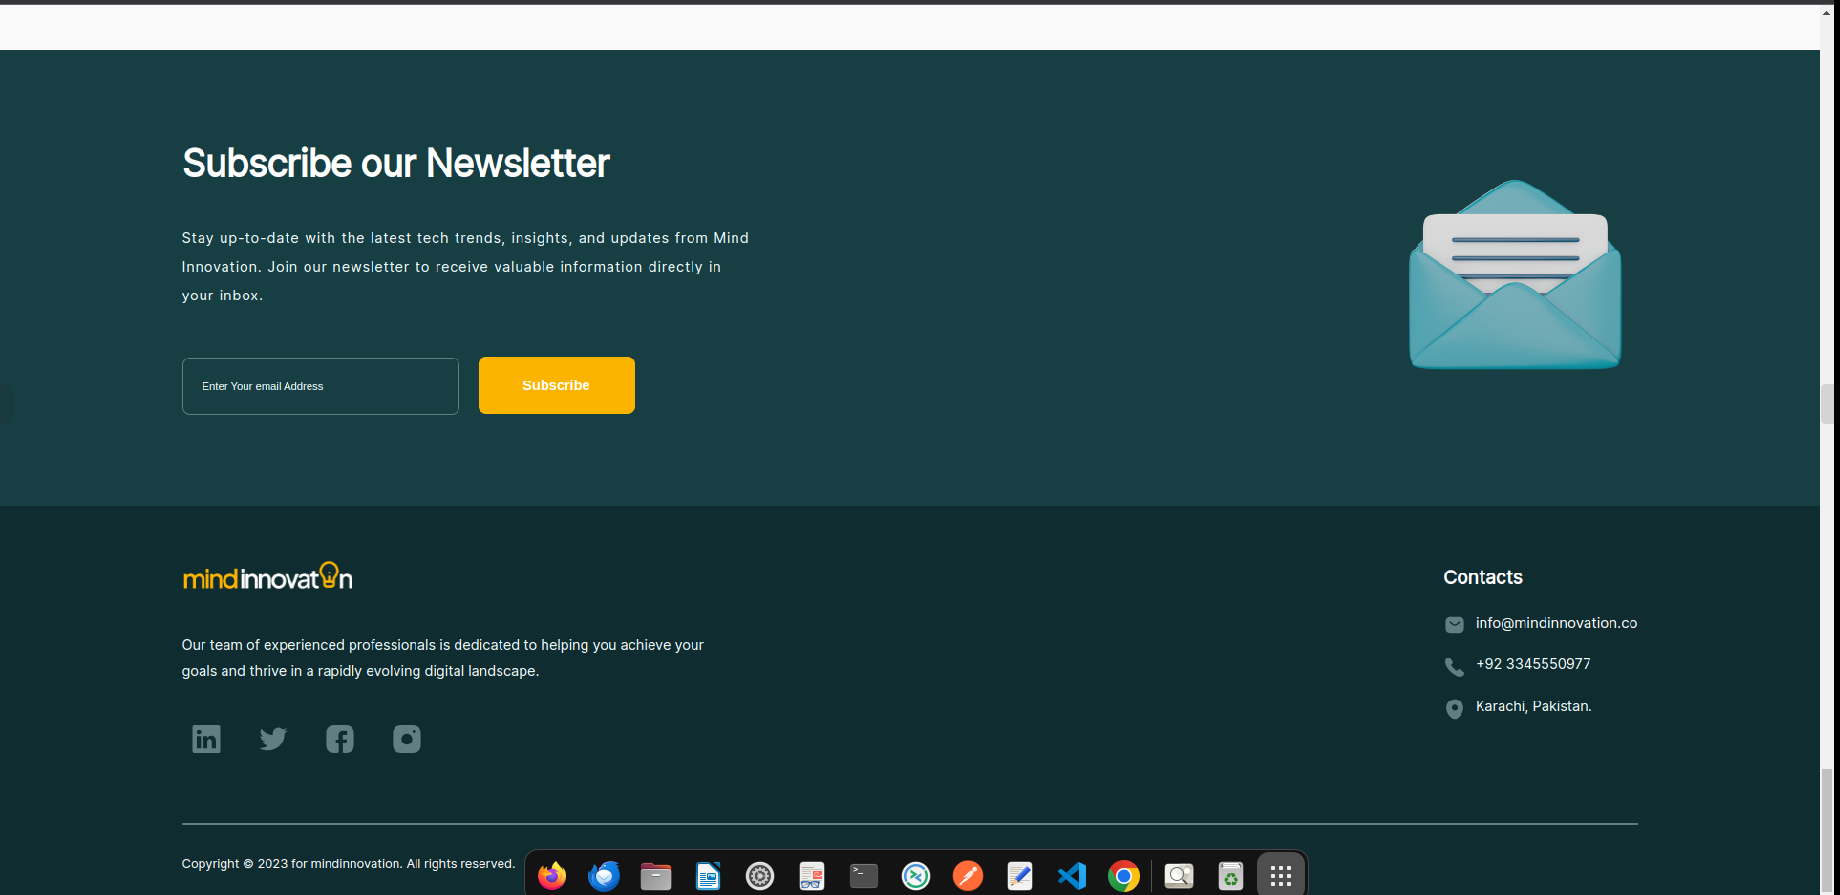 Subscribe our Newsletter
Stay up-to-date with the latest tech trends, insights, and updates from Mind
Innovation. Join our newsletter to receive valuable information directly in
your inbox.
Enter Your email Address
Subscribe
mindinnovation
Our team of experienced professionals is dedicated to helping you achieve your
goals and thrive in a rapidly evolving digital landscape.
Contacts
info@mindinnovation.co
+92 3345550977
Karachi, Pakistan.
Copyright © 2023 for mindinnovation. All rights reserved.